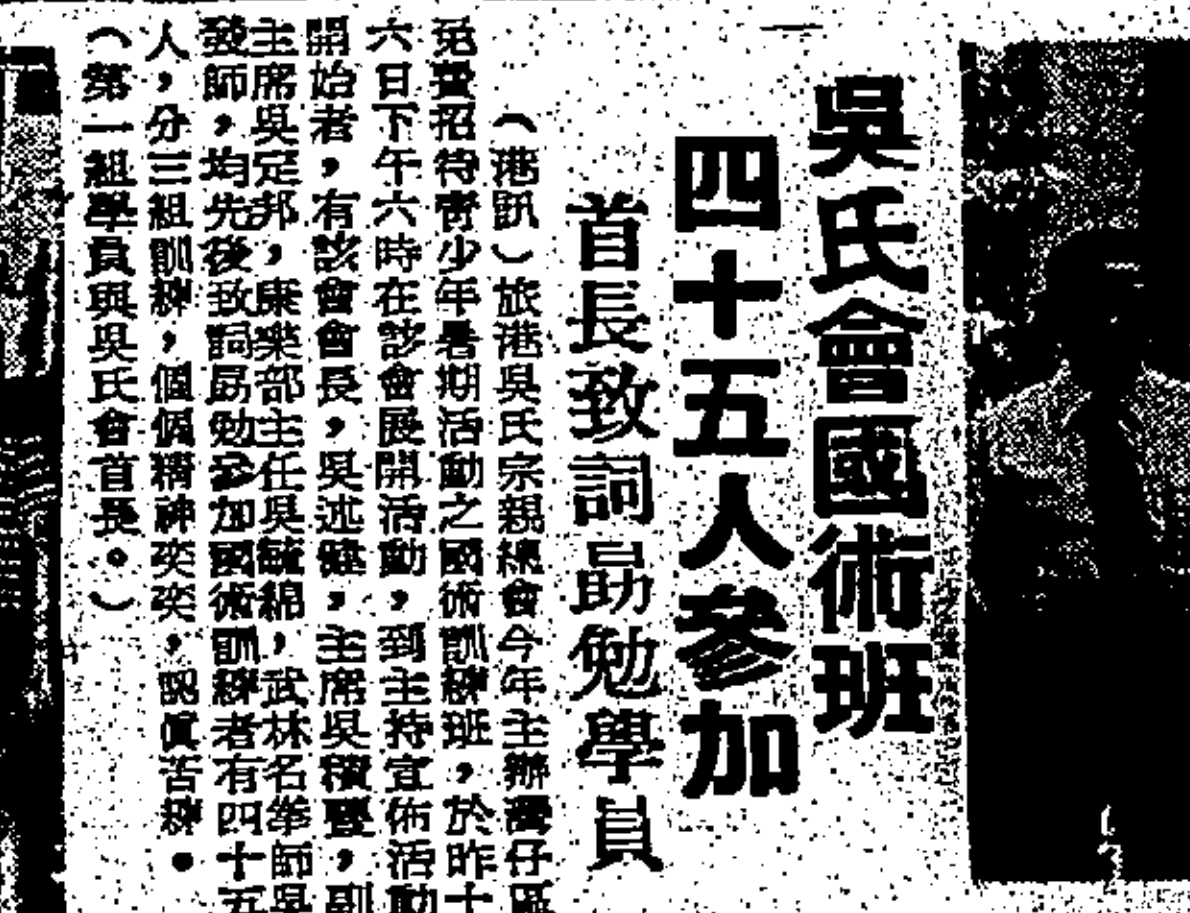 吳氏會國術班
四十五人參加
首長致詞勗勉學員
（港訊）旅港吳氏宗親總會今年主辦灣仔區
免費招待靑少年暑期活動之國術訓練班，於昨十
六日下午六時在該會展開活動，到主持宣佈活動
開始者，有該會會長，吳述健，主席吳積豐，副
主席吳定邦，康樂部主任吳毓綿，武林名拳師吳
發師，均先後致詞勗勉參加國術訓練者有四十五
人，分三組訓練，個個精神奕奕，認眞苦練。
（第一組學員與吳氏會首長。）